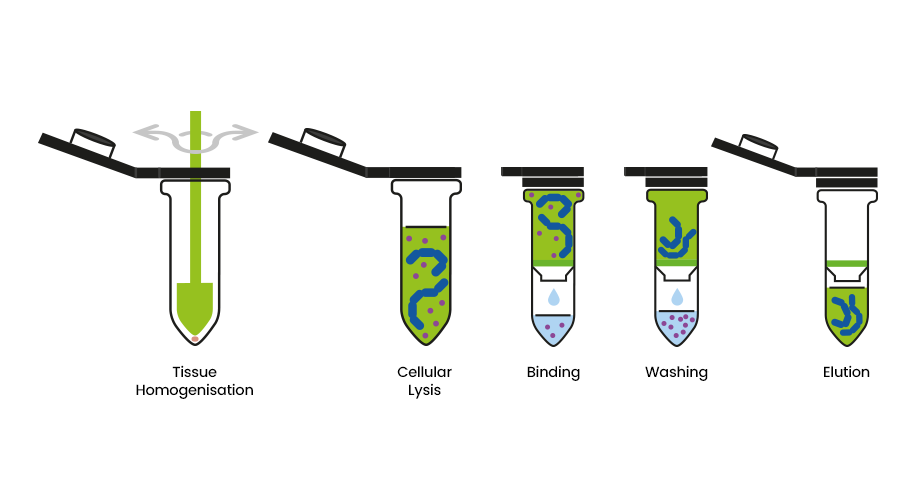 Tissue
Homogenisation
Cellular
Lysis
Binding
Washing
Elution